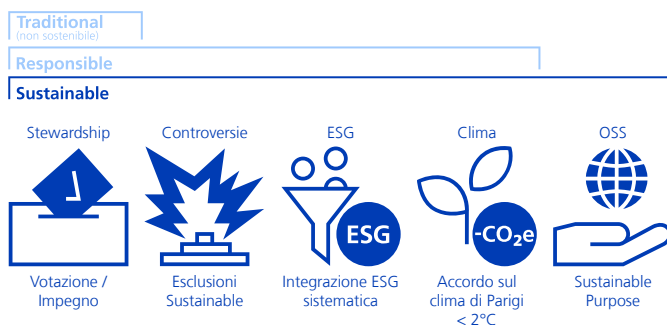 Traditional
(non sostenibile)
Responsible
Sustainable
Stewardship
Controversie
ESG
Clima
OSS
ESG
-CO₂e
Votazione /
Impegno
Esclusioni
Sustainable
Integrazione ESG
sistematica
Accordo sul
clima di Parigi
< 2°C
Sustainable
Purpose